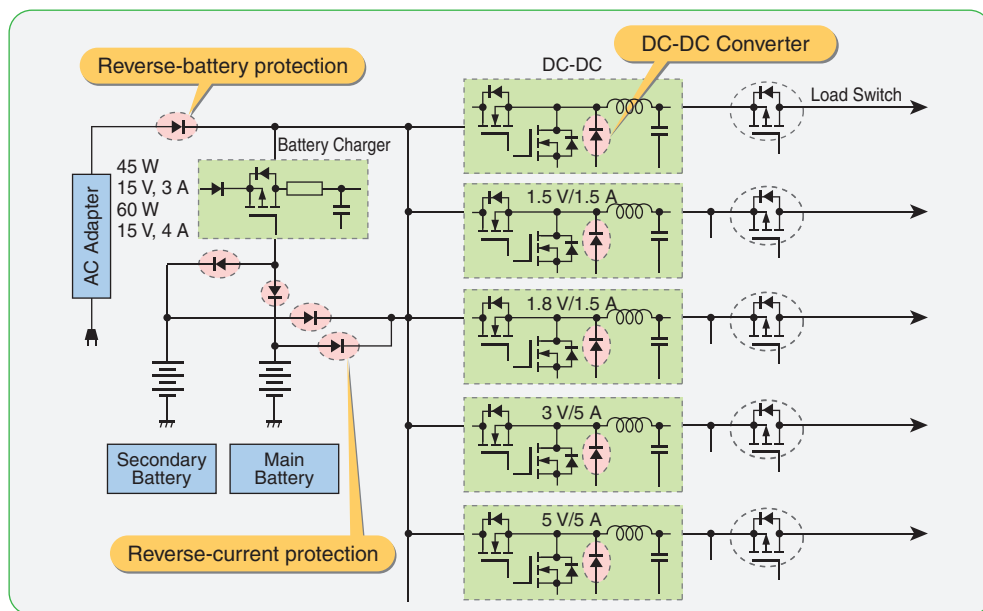 Reverse-battery protection
DC-DC Converter
DC-DC
Load Switch
Battery Charger
AC Adapter
45 W
15 V, 3 A
60 W
15 V, 4 A
1.5 V/1.5 A
1.8 V/1.5 A
3 V/5 A
5 V/5 A
Secondary
Battery
Main
Battery
Reverse-current protection